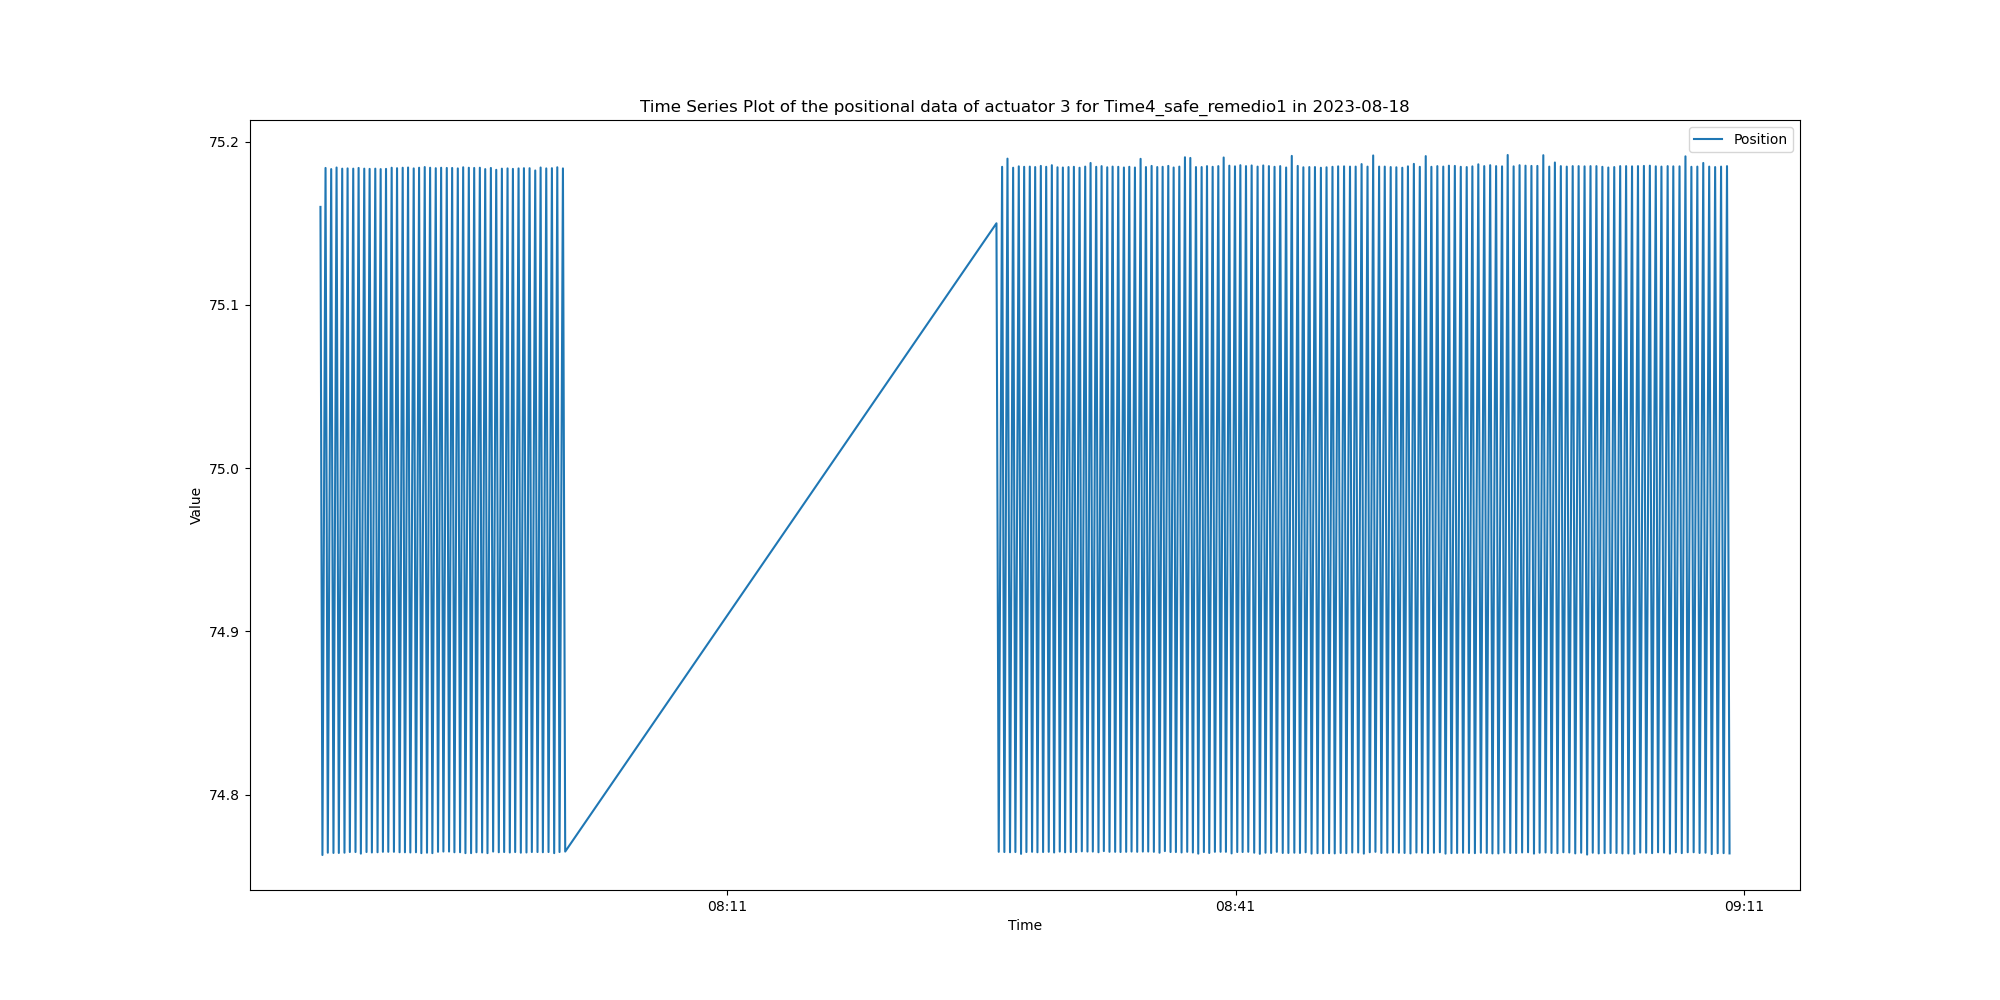 Time Series Plot of the positional data of actuator 3 for Time4_safe_remedio1 in 2023-08-18
Position
75.2
75.1
75.0
74.9
74.8
Value
08:11
08:41
09:11
Time